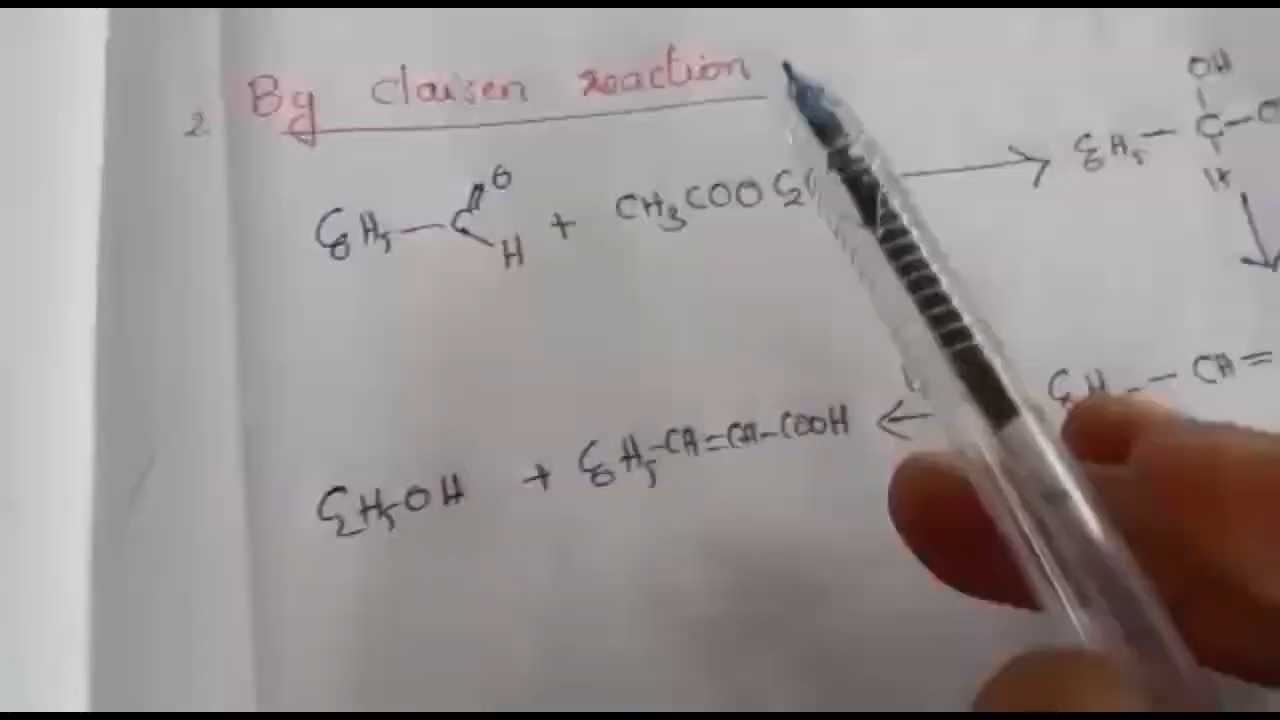 2. By claisen reaction
OH
C6H5—C=O + CH3COOC2 → C6H5—C—
H H
C6H5—CH=
C2H5OH + C6H5—CH=CH—COOH ←